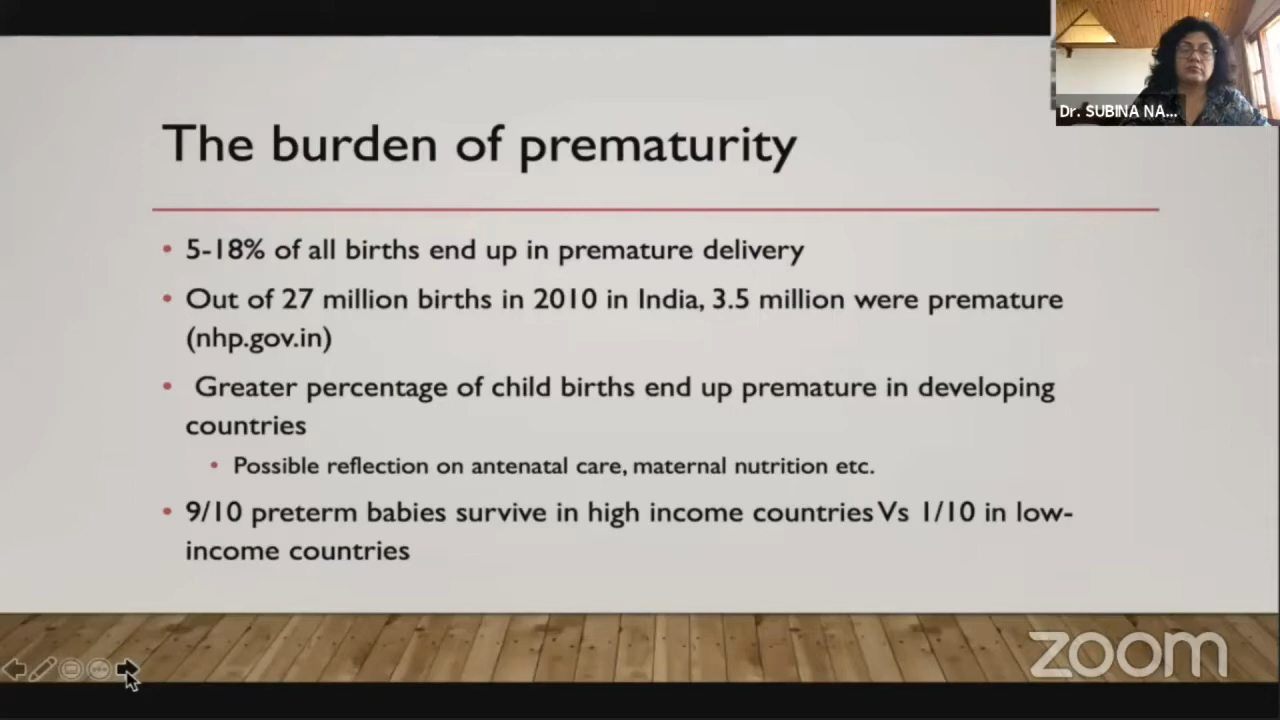 Dr. SUBINA NA...
The burden of prematurity
• 5-18% of all births end up in premature delivery
• Out of 27 million births in 2010 in India, 3.5 million were premature
(nhp.gov.in)
• Greater percentage of child births end up premature in developing
countries
• Possible reflection on antenatal care, maternal nutrition etc.
• 9/10 preterm babies survive in high income countries Vs 1/10 in low-
income countries
zoom